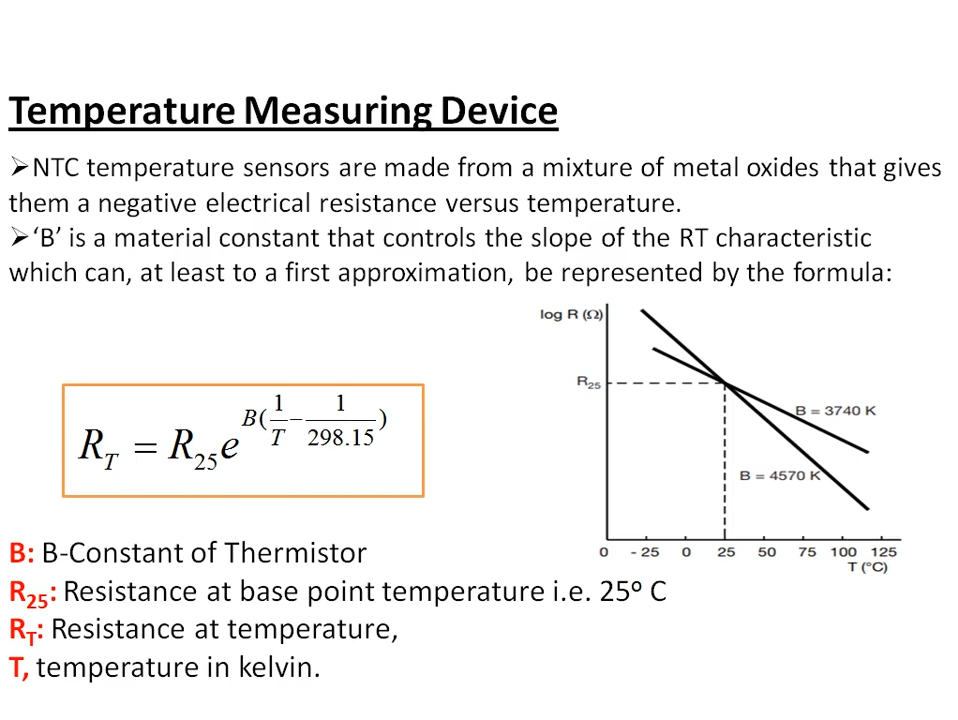 Temperature Measuring Device
➢NTC temperature sensors are made from a mixture of metal oxides that gives
them a negative electrical resistance versus temperature.
➢‘B’ is a material constant that controls the slope of the RT characteristic
which can, at least to a first approximation, be represented by the formula:
log R (Ω)
R25
B = 3740 K
B = 4570 K
0 - 25 0 25 50 75 100 125
T (°C)
R_T = R_25 e^{B(1/T − 1/298.15)}
B: B-Constant of Thermistor
R25: Resistance at base point temperature i.e. 25º C
RT: Resistance at temperature,
T, temperature in kelvin.